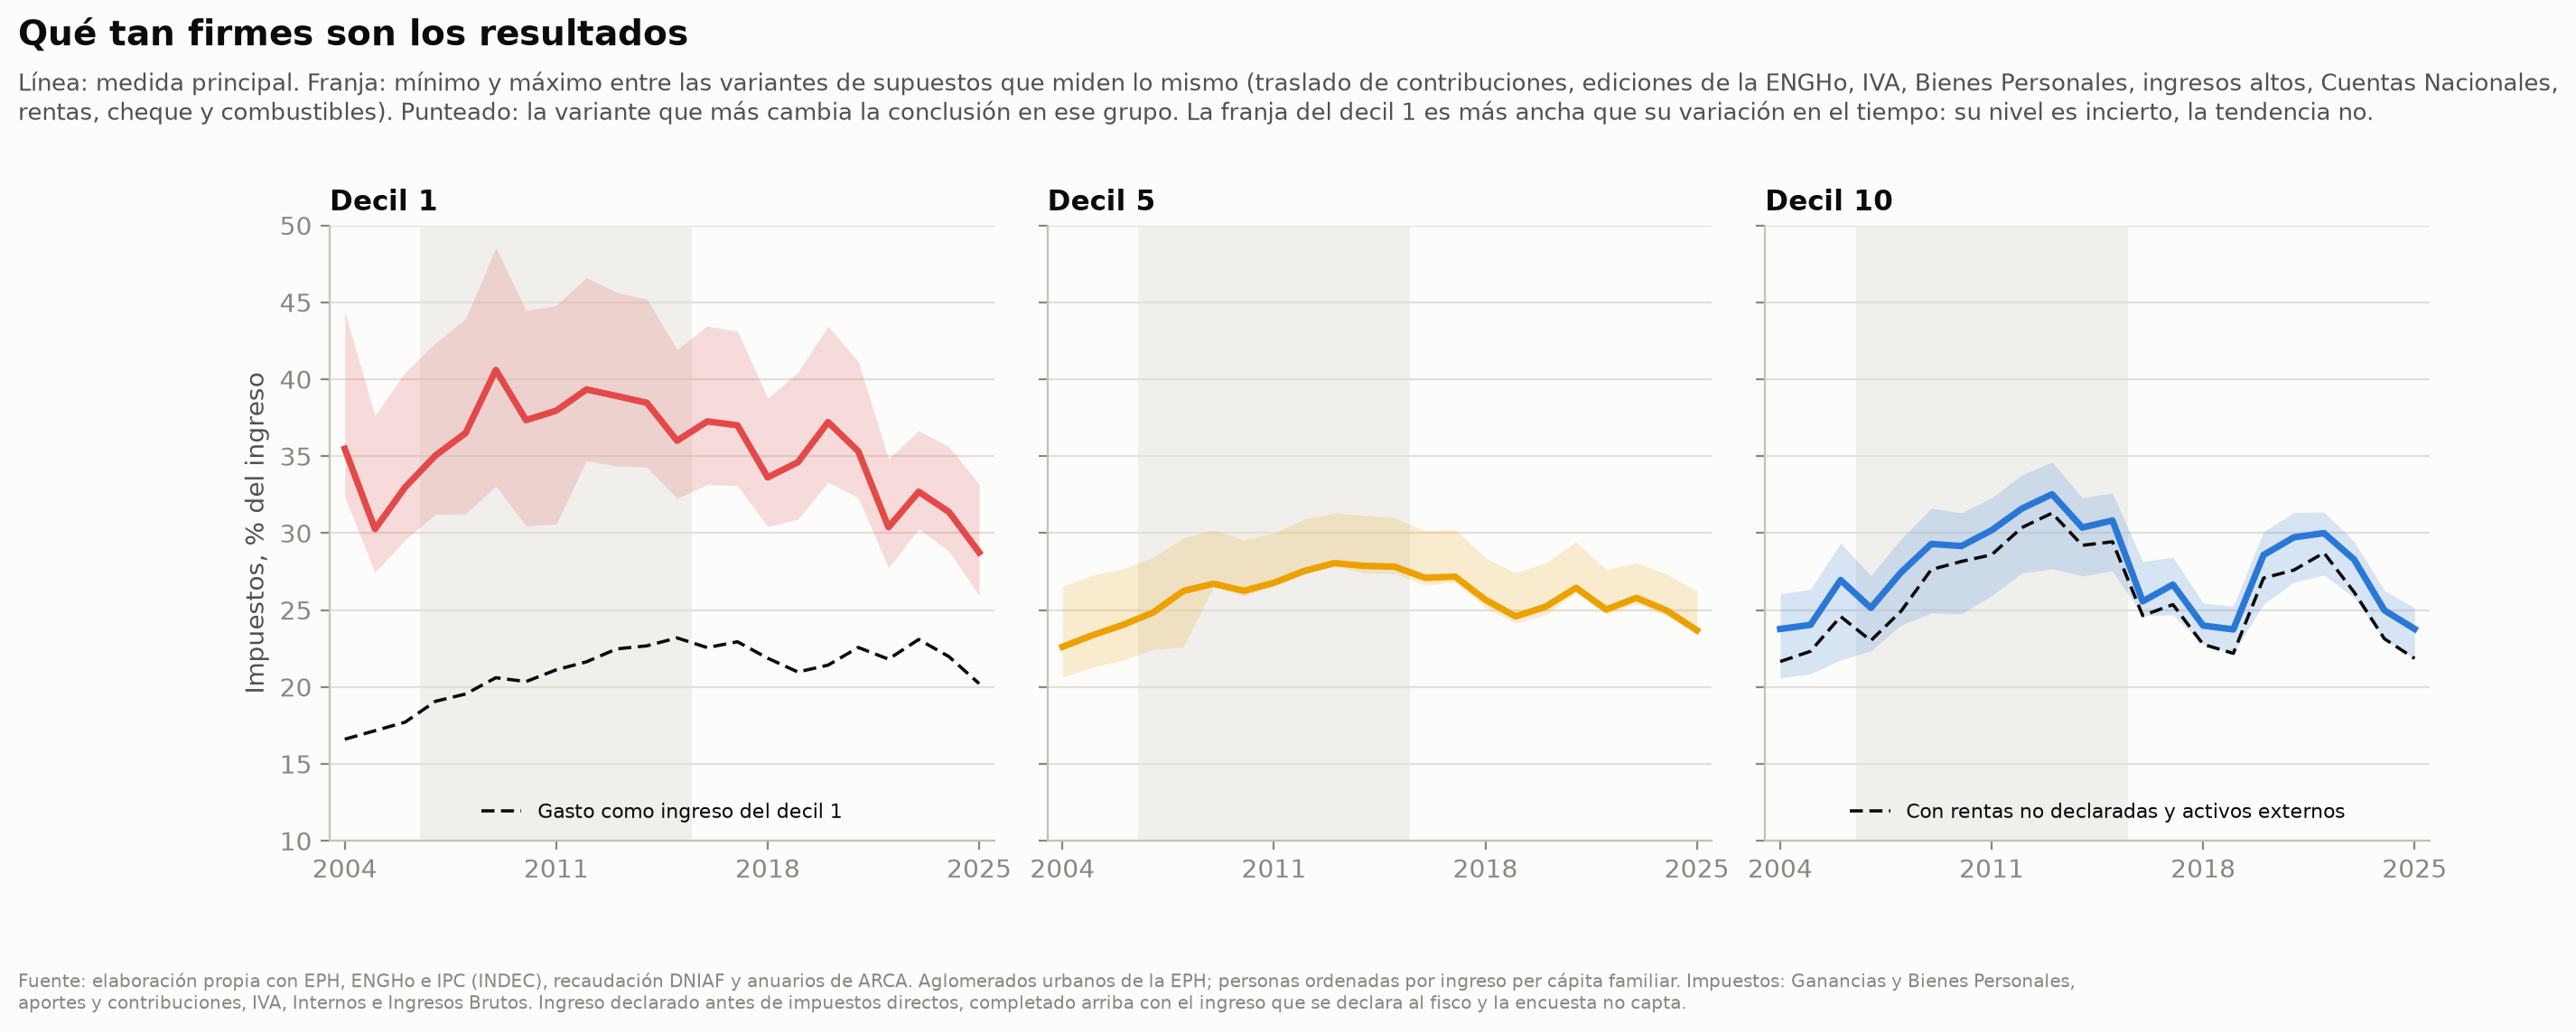 Qué tan firmes son los resultados
Línea: medida principal. Franja: mínimo y máximo entre las variantes de supuestos que miden lo mismo (traslado de contribuciones, ediciones de la ENGHo, IVA, Bienes Personales, ingresos altos, Cuentas Nacionales,
rentas, cheque y combustibles). Punteado: la variante que más cambia la conclusión en ese grupo. La franja del decil 1 es más ancha que su variación en el tiempo: su nivel es incierto, la tendencia no.
Decil 1
Decil 5
Decil 10
Impuestos, % del ingreso
50
45
40
35
30
25
20
15
10
Gasto como ingreso del decil 1
Con rentas no declaradas y activos externos
2004 2011 2018 2025
2004 2011 2018 2025
2004 2011 2018 2025
Fuente: elaboración propia con EPH, ENGHo e IPC (INDEC), recaudación DNIAF y anuarios de ARCA. Aglomerados urbanos de la EPH; personas ordenadas por ingreso per cápita familiar. Impuestos: Ganancias y Bienes Personales,
aportes y contribuciones, IVA, Internos e Ingresos Brutos. Ingreso declarado antes de impuestos directos, completado arriba con el ingreso que se declara al fisco y la encuesta no capta.